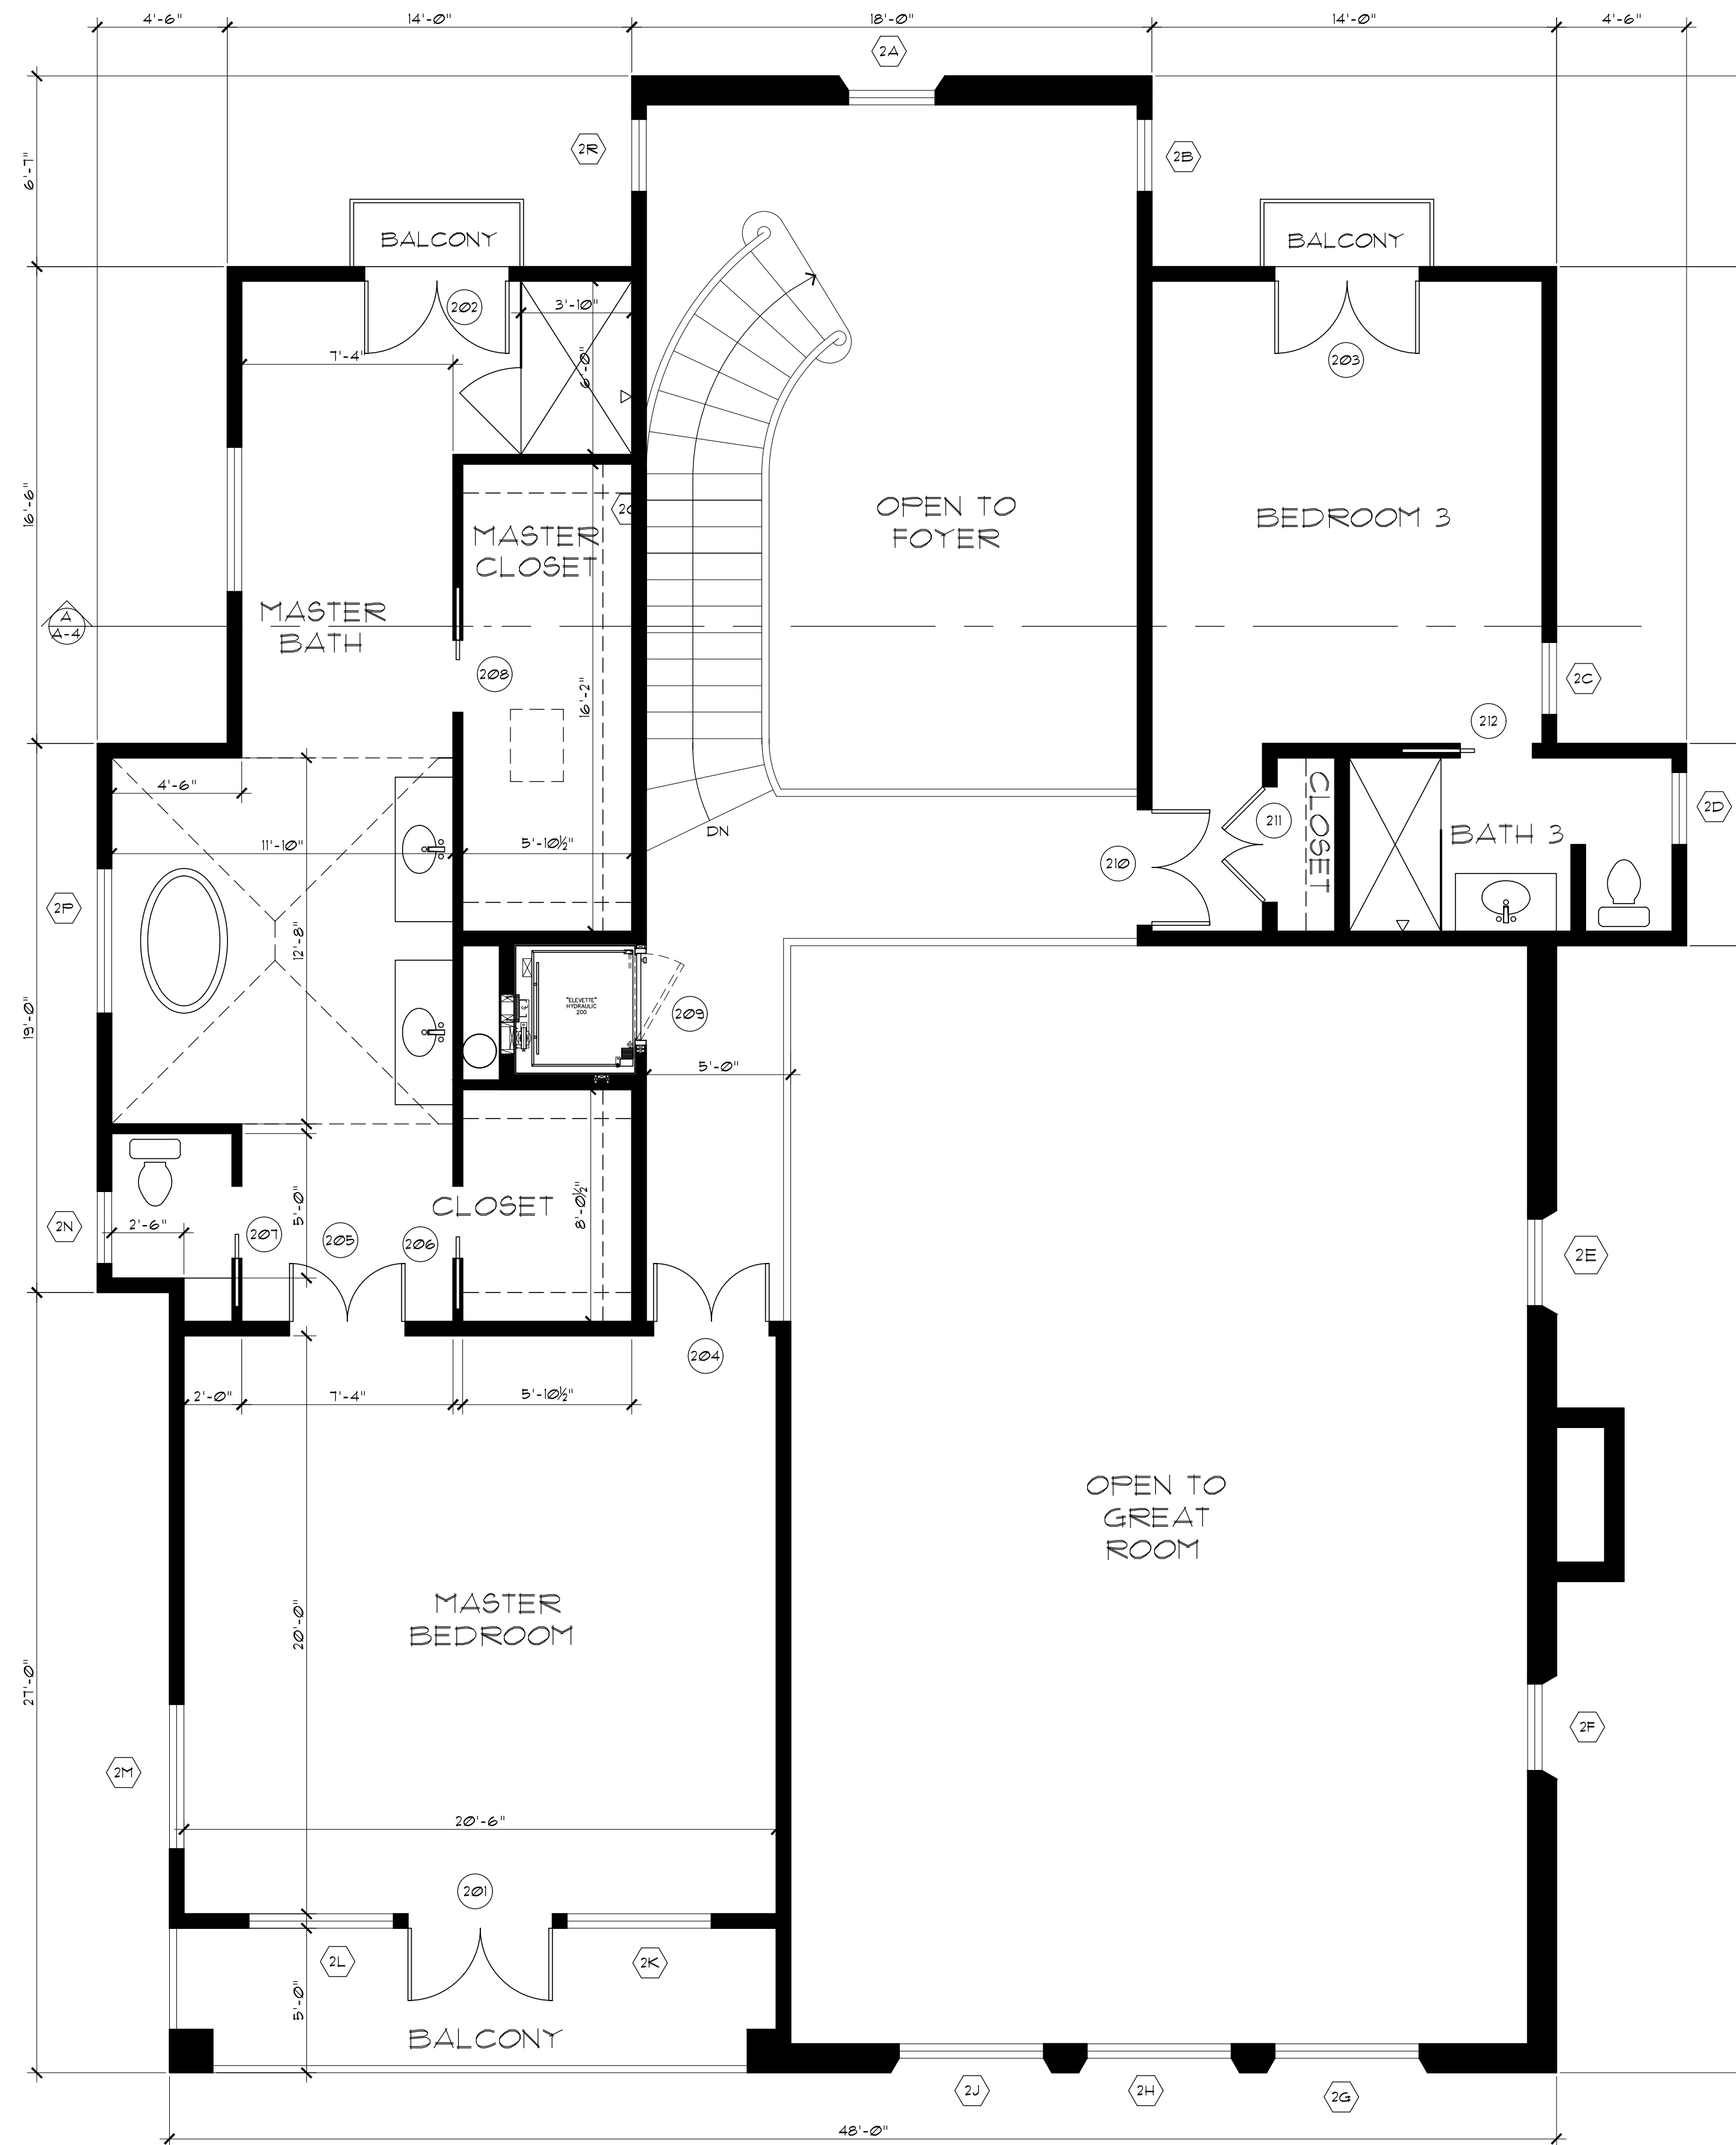 4'-6"
14'-0"
18'-0"
14'-0"
4'-6"
2A
2R
2B
6'-7"
BALCONY
BALCONY
202
3'-10"
7'-4"
6'-0"
203
16'-6"
MASTER
CLOSET
OPEN TO
FOYER
BEDROOM 3
A
A-4
MASTER
BATH
208
16'-2"
2C
212
4'-6"
DN
11'-10"
5'-10½"
210
211
CLOSET
BATH 3
2D
2P
12'-8"
19'-0"
"ELEVETTE"
HYDRAULIC
200
209
5'-0"
2'-6"
2N
207
205
206
5'-0"
CLOSET
8'-0½"
2E
204
2'-0"
7'-4"
5'-10½"
OPEN TO
GREAT
ROOM
MASTER
BEDROOM
20'-0"
27'-0"
2F
2M
20'-6"
201
2L
2K
5'-0"
BALCONY
2J
2H
2G
48'-0"